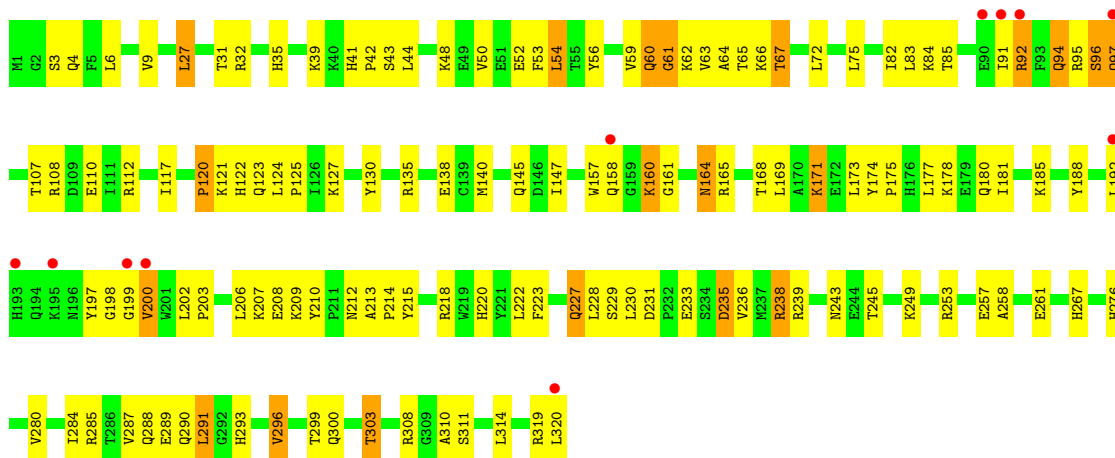 M1 G2 S3 Q4 F5 L6 V9 L27 T31 R32 H35 K39 K40 H41 P42 S43 L44 K48 E49 V50 E51 E52 F53 L54 T55 Y56 V59 Q60 G61 K62 V63 A64 T65 K66 T67 L72 L75 I82 L83 K84 T85 E90 I91 R92 F93 Q94 R95 S96
T107 R108 D109 E110 I111 R112 I117 P120 K121 H122 Q123 L124 P125 I126 K127 Y130 R135 E138 C139 M140 Q145 D146 I147 W157 Q158 G159 K160 G161 N164 R165 T168 L169 A170 K171 E172 L173 Y174 P175 H176 L177 K178 E179 Q180 I181 K185 Y188
H193 Q194 K195 N196 Y197 G198 G199 V200 W201 L202 P203 L206 K207 E208 K209 Y210 P211 N212 A213 P214 Y215 R218 W219 H220 Y221 L222 F223 Q227 L228 S229 L230 D231 P232 E233 S234 D235 V236 M237 R238 R239 N243 E244 T245 K249 R253 E257 A258 E261 H267
V280 I284 R285 T286 V287 Q288 E289 Q290 L291 G292 H293 V296 T299 Q300 T303 R308 G309 A310 S311 L314 R319 L320